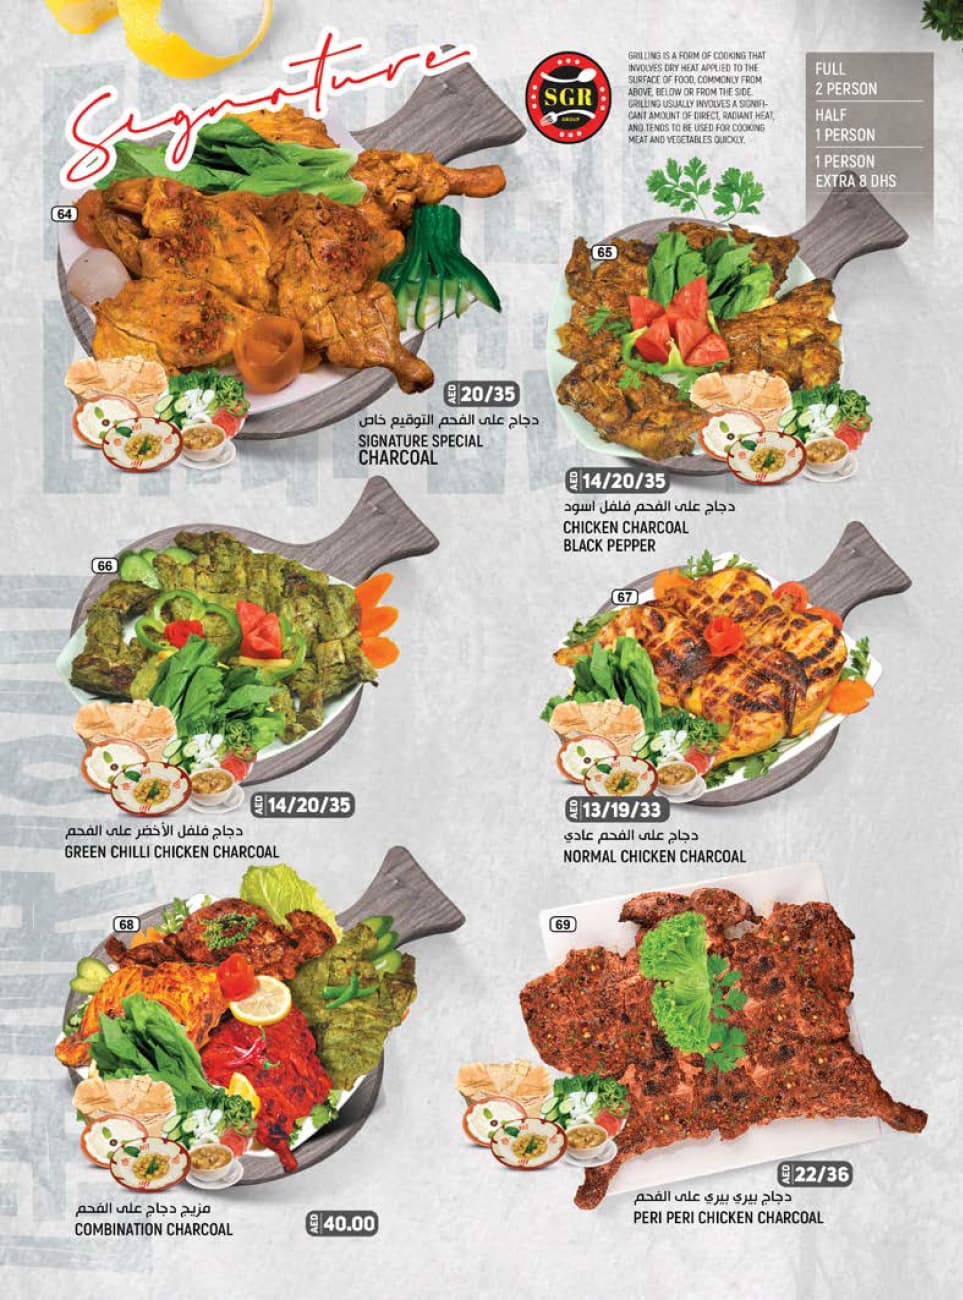 Signature
SGR
GROUP
GRILLING IS A FORM OF COOKING THAT
INVOLVES DRY HEAT APPLIED TO THE
SURFACE OF FOOD, COMMONLY FROM
ABOVE, BELOW OR FROM THE SIDE.
GRILLING USUALLY INVOLVES A SIGNIFI-
CANT AMOUNT OF DIRECT, RADIANT HEAT,
AND TENDS TO BE USED FOR COOKING
MEAT AND VEGETABLES QUICKLY.
FULL
2 PERSON
HALF
1 PERSON
1 PERSON
EXTRA 8 DHS
64
AED 20/35
دجاج على الفحم التوقيع خاص
SIGNATURE SPECIAL
CHARCOAL
65
AED 14/20/35
دجاج على الفحم فلفل اسود
CHICKEN CHARCOAL
BLACK PEPPER
66
AED 14/20/35
دجاج فلفل الأخضر على الفحم
GREEN CHILLI CHICKEN CHARCOAL
67
AED 13/19/33
دجاج على الفحم عادي
NORMAL CHICKEN CHARCOAL
68
مزيج دجاج على الفحم
COMBINATION CHARCOAL
AED 40.00
69
AED 22/36
دجاج بيري بيري على الفحم
PERI PERI CHICKEN CHARCOAL